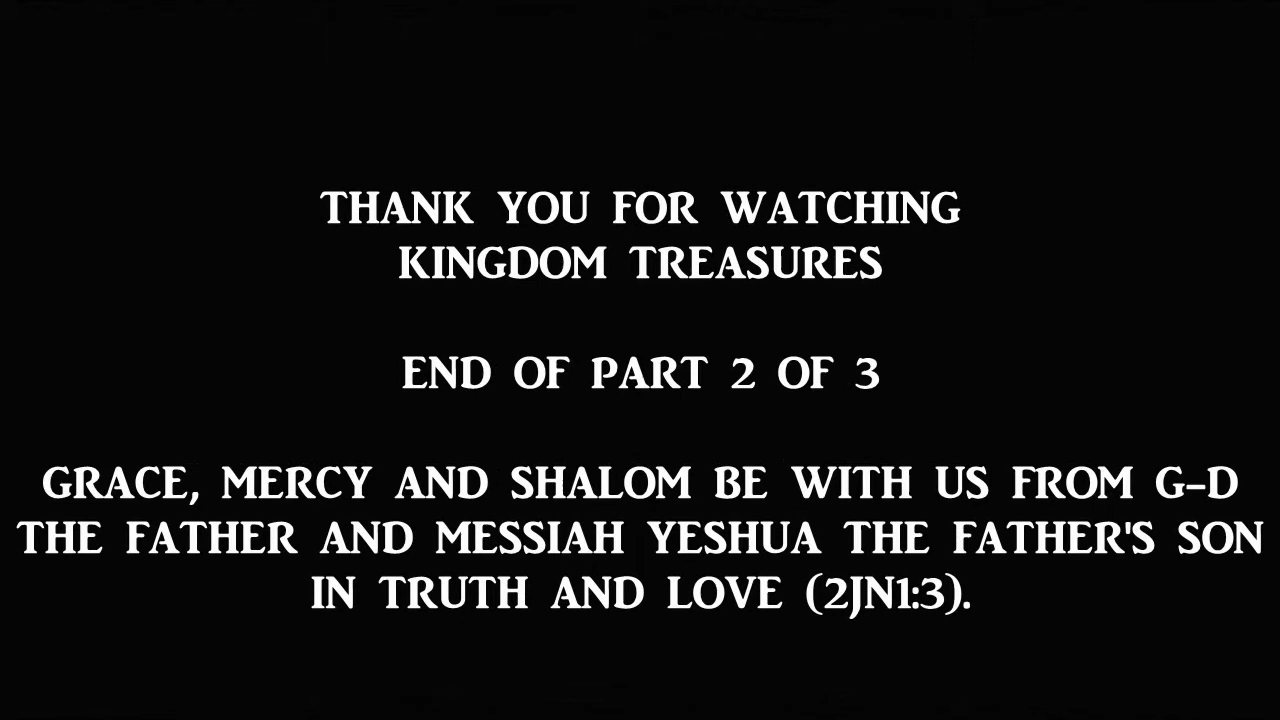 THANK YOU FOR WATCHING
KINGDOM TREASURES
END OF PART 2 OF 3
GRACE, MERCY AND SHALOM BE WITH US FROM G-D
THE FATHER AND MESSIAH YESHUA THE FATHER'S SON
IN TRUTH AND LOVE (2JN1:3).